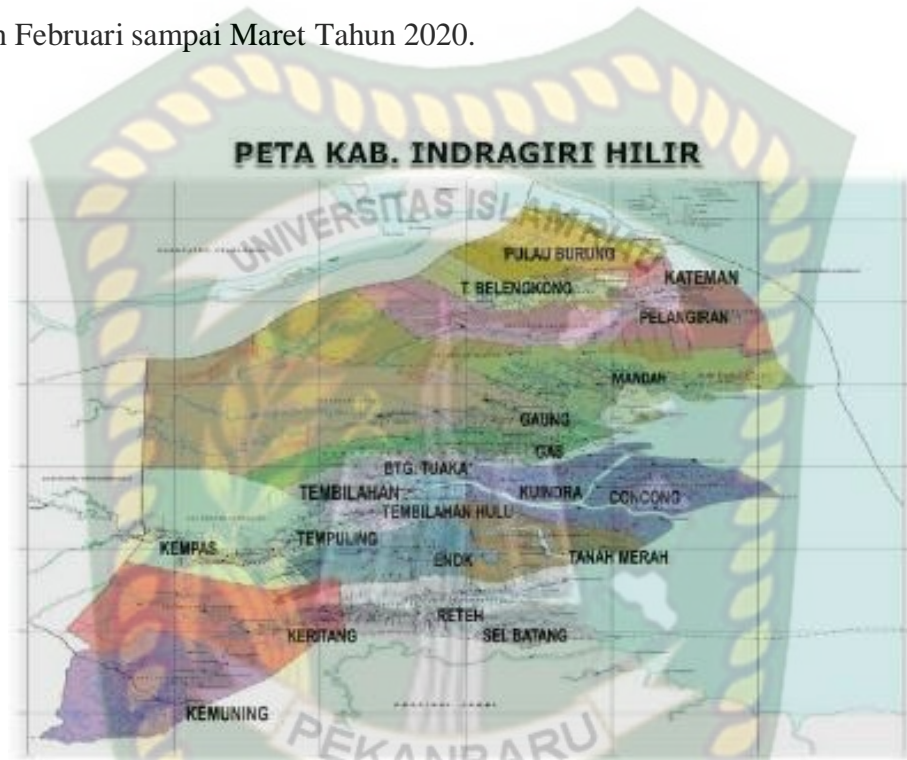 n Februari sampai Maret Tahun 2020.
PETA KAB. INDRAGIRI HILIR
UNIVERSITAS ISLAM RIAU
PULAU BURUNG
KATEMAN
T. BELENGKONG
PELANGIRAN
MANDAH
GAUNG
GAS
BTG. TUAKA
TEMBILAHAN
KUINDRA
CONCONG
TEMBILAHAN HULU
TEMPULING
KEMPAS
ENOK
TANAH MERAH
RETEH
KERITANG
SEI. BATANG
KEMUNING
PEKANBARU